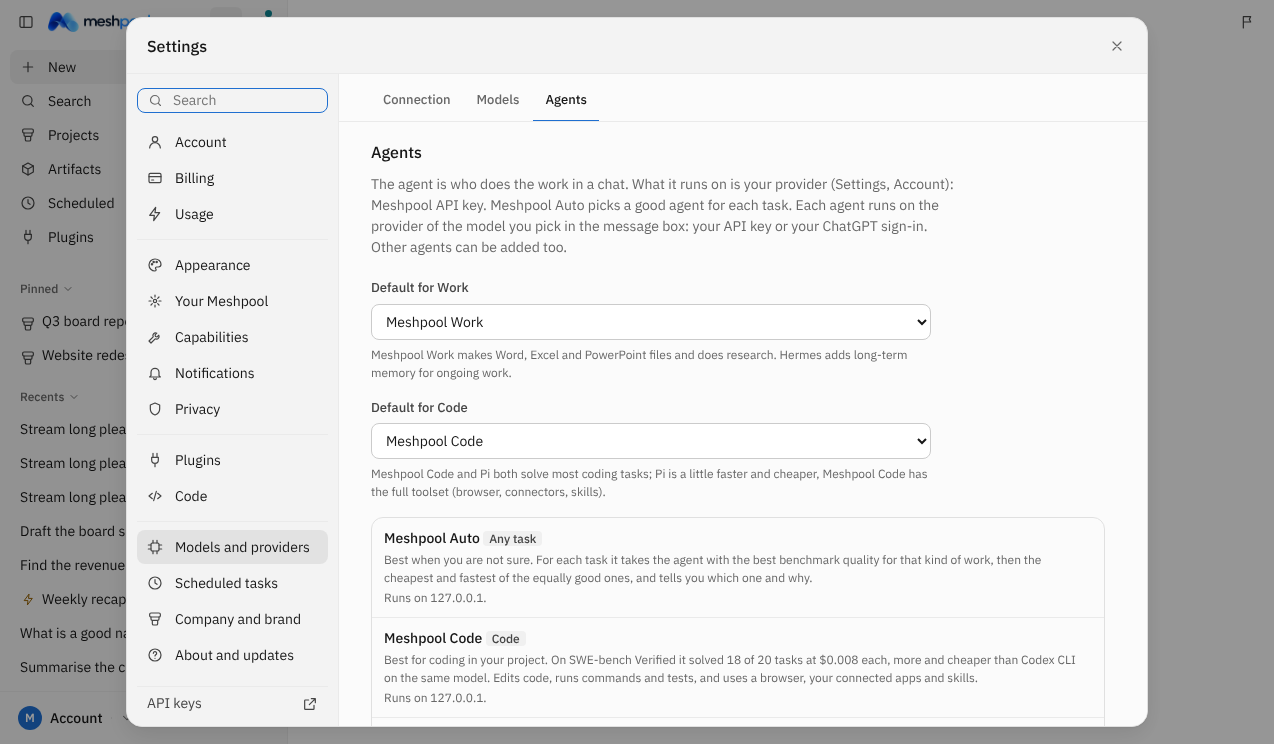 Settings
New
Search
Projects
Artifacts
Scheduled
Plugins
Pinned
Q3 board
Website
Recents
Stream long
Stream long
Stream long
Draft the board
Find the revenue
Weekly recap
What is a good
Summarise the
M Account
Search
Account
Billing
Usage
Appearance
Your Meshpool
Capabilities
Notifications
Privacy
Plugins
Code
Models and providers
Scheduled tasks
Company and brand
About and updates
API keys
Connection Models Agents
Agents
The agent is who does the work in a chat. What it runs on is your provider (Settings, Account):
Meshpool API key. Meshpool Auto picks a good agent for each task. Each agent runs on the
provider of the model you pick in the message box: your API key or your ChatGPT sign-in.
Other agents can be added too.
Default for Work
Meshpool Work
Meshpool Work makes Word, Excel and PowerPoint files and does research. Hermes adds long-term
memory for ongoing work.
Default for Code
Meshpool Code
Meshpool Code and Pi both solve most coding tasks; Pi is a little faster and cheaper, Meshpool Code has
the full toolset (browser, connectors, skills).
Meshpool Auto Any task
Best when you are not sure. For each task it takes the agent with the best benchmark quality for that kind of work, then the
cheapest and fastest of the equally good ones, and tells you which one and why.
Runs on 127.0.0.1.
Meshpool Code Code
Best for coding in your project. On SWE-bench Verified it solved 18 of 20 tasks at $0.008 each, more and cheaper than Codex CLI
on the same model. Edits code, runs commands and tests, and uses a browser, your connected apps and skills.
Runs on 127.0.0.1.